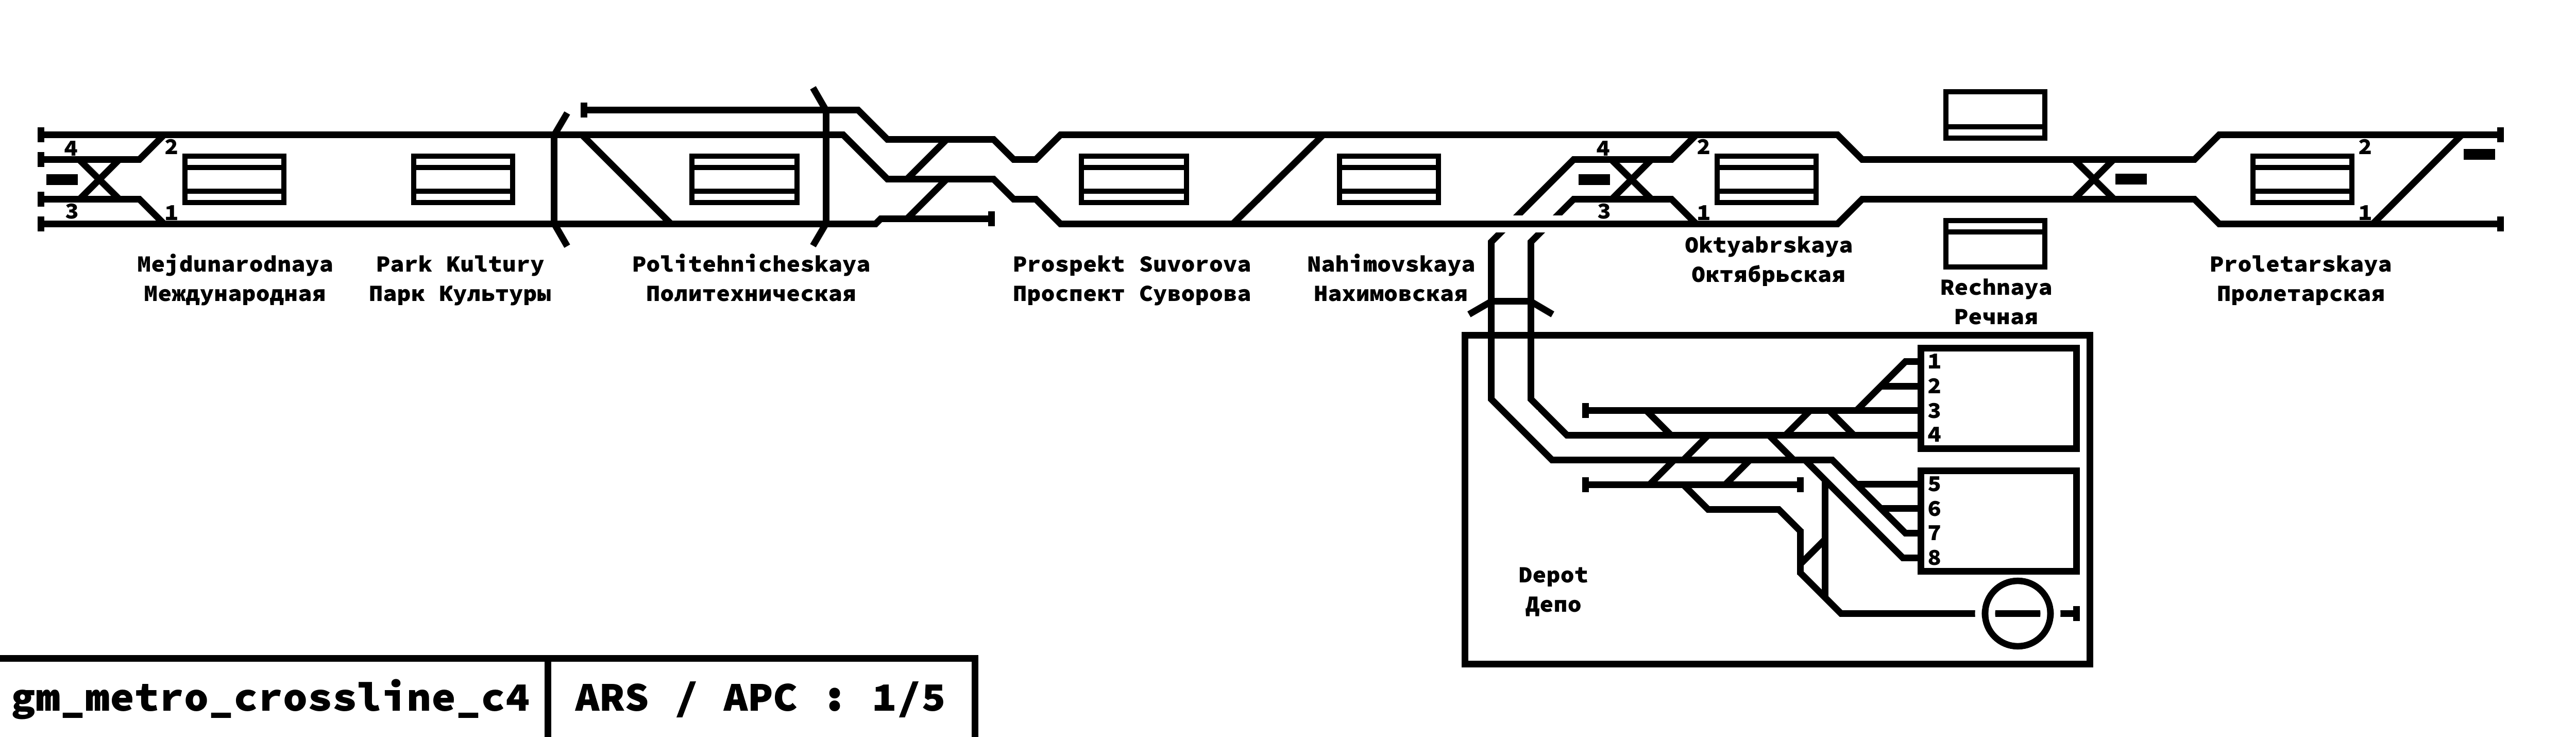 4 2
3 1
Mejdunarodnaya
Международная
Park Kultury
Парк Культуры
Politehnicheskaya
Политехническая
Prospekt Suvorova
Проспект Суворова
Nahimovskaya
Нахимовская
4 2
3 1
Oktyabrskaya
Октябрьская
Rechnaya
Речная
2
1
Proletarskaya
Пролетарская
1
2
3
4
5
6
7
8
Depot
Депо
gm_metro_crossline_c4
ARS / АРС : 1/5